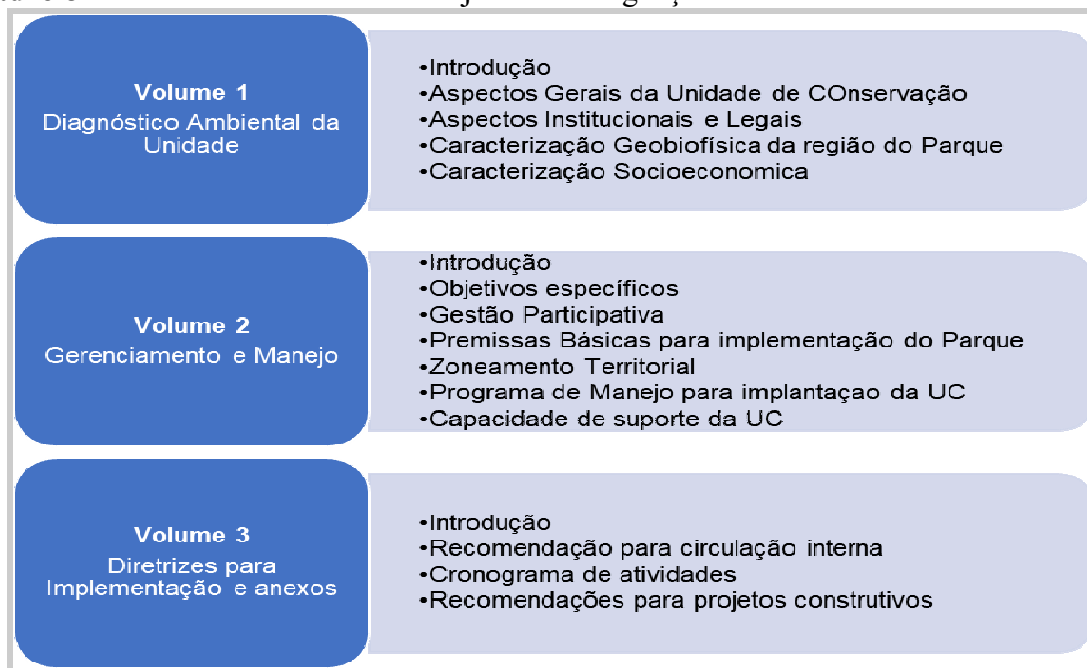 Volume 1
Diagnóstico Ambiental da
Unidade
•Introdução
•Aspectos Gerais da Unidade de COnservação
•Aspectos Institucionais e Legais
•Caracterização Geobiofísica da região do Parque
•Caracterização Socioeconomica
Volume 2
Gerenciamento e Manejo
•Introdução
•Objetivos específicos
•Gestão Participativa
•Premissas Básicas para implementação do Parque
•Zoneamento Territorial
•Programa de Manejo para implantaçao da UC
•Capacidade de suporte da UC
Volume 3
Diretrizes para
Implementação e anexos
•Introdução
•Recomendação para circulação interna
•Cronograma de atividades
•Recomendações para projetos construtivos